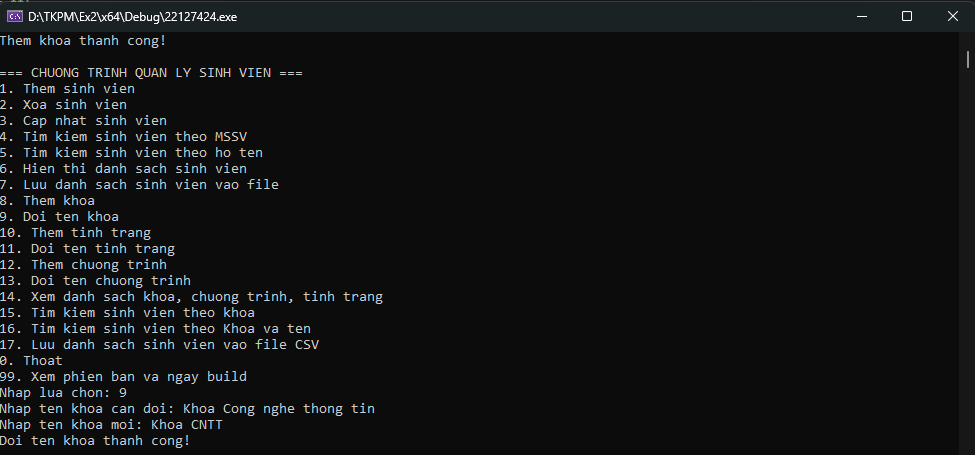 D:\TKPM\Ex2\x64\Debug\22127424.exe
Them khoa thanh cong!
=== CHUONG TRINH QUAN LY SINH VIEN ===
1. Them sinh vien
2. Xoa sinh vien
3. Cap nhat sinh vien
4. Tim kiem sinh vien theo MSSV
5. Tim kiem sinh vien theo ho ten
6. Hien thi danh sach sinh vien
7. Luu danh sach sinh vien vao file
8. Them khoa
9. Doi ten khoa
10. Them tinh trang
11. Doi ten tinh trang
12. Them chuong trinh
13. Doi ten chuong trinh
14. Xem danh sach khoa, chuong trinh, tinh trang
15. Tim kiem sinh vien theo khoa
16. Tim kiem sinh vien theo Khoa va ten
17. Luu danh sach sinh vien vao file CSV
0. Thoat
99. Xem phien ban va ngay build
Nhap lua chon: 9
Nhap ten khoa can doi: Khoa Cong nghe thong tin
Nhap ten khoa moi: Khoa CNTT
Doi ten khoa thanh cong!